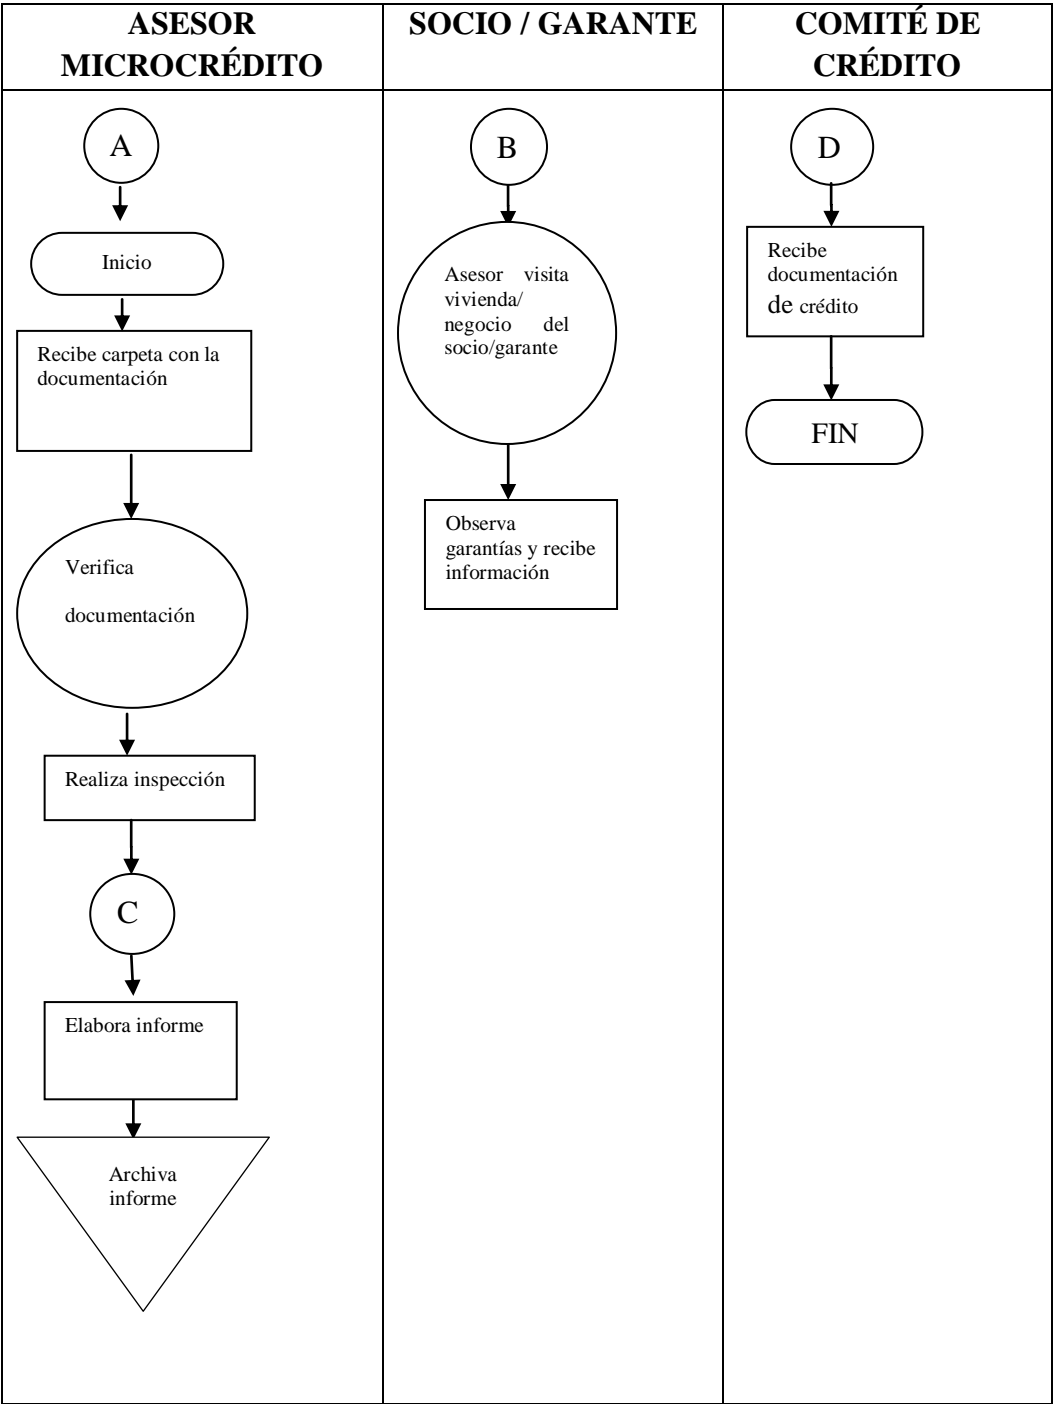 ASESOR
MICROCRÉDITO
SOCIO / GARANTE
COMITÉ DE
CRÉDITO
A
Inicio
Recibe carpeta con la
documentación
Verifica
documentación
Realiza inspección
C
Elabora informe
Archiva
informe
B
Asesor visita
vivienda/
negocio del
socio/garante
Observa
garantías y recibe
información
D
Recibe
documentación
de crédito
FIN